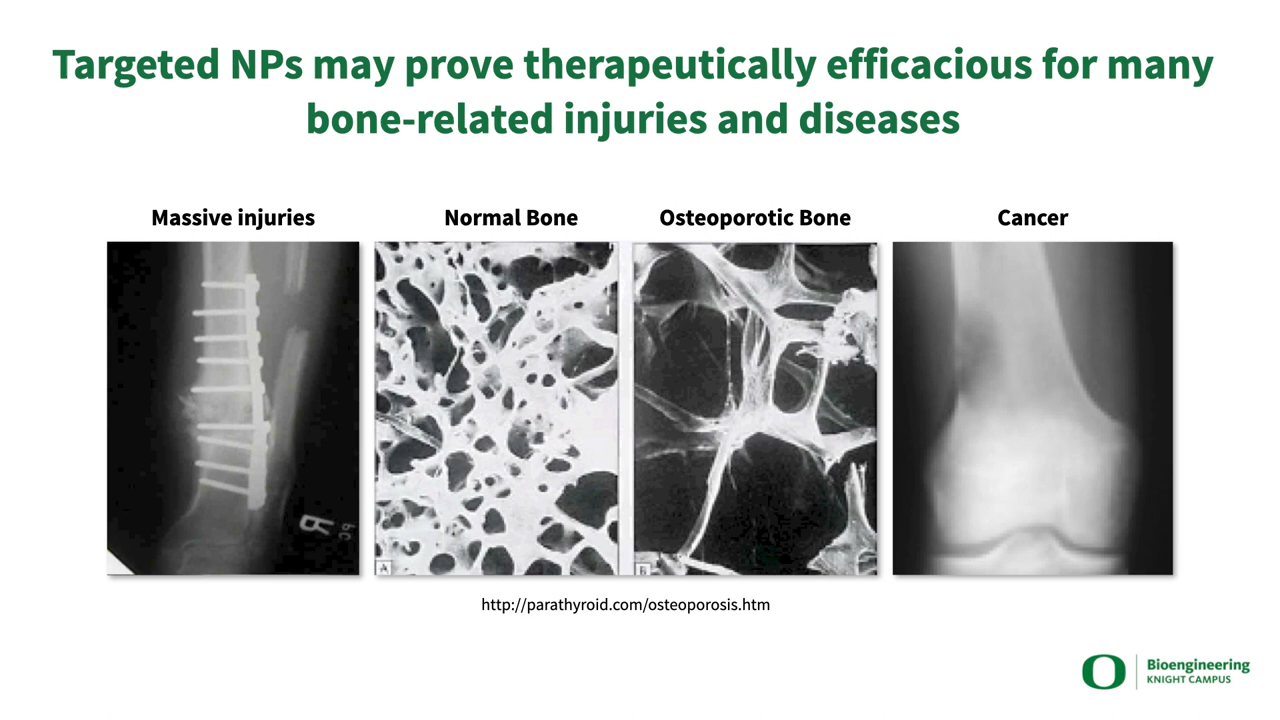 Targeted NPs may prove therapeutically efficacious for many
bone-related injuries and diseases
Massive injuries
Normal Bone
Osteoporotic Bone
Cancer
R
A
B
http://parathyroid.com/osteoporosis.htm
O
Bioengineering
KNIGHT CAMPUS